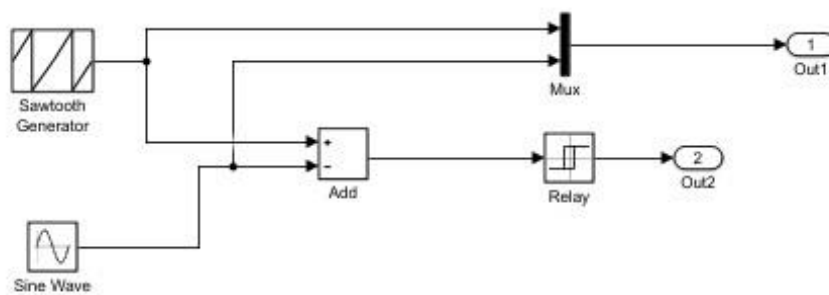 1
Out1
Mux
Sawtooth
Generator
+
−
Add
Relay
2
Out2
Sine Wave